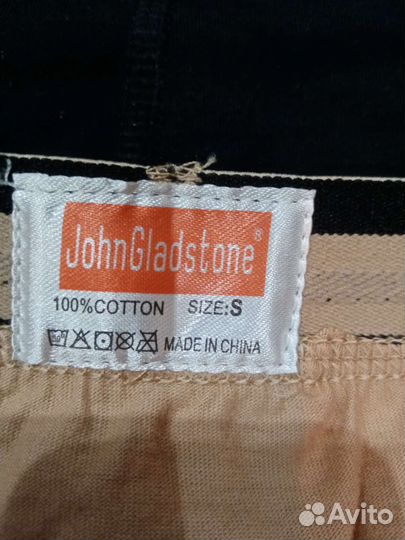 JohnGladstone®
100%COTTON SIZE:S
MADE IN CHINA
Avito